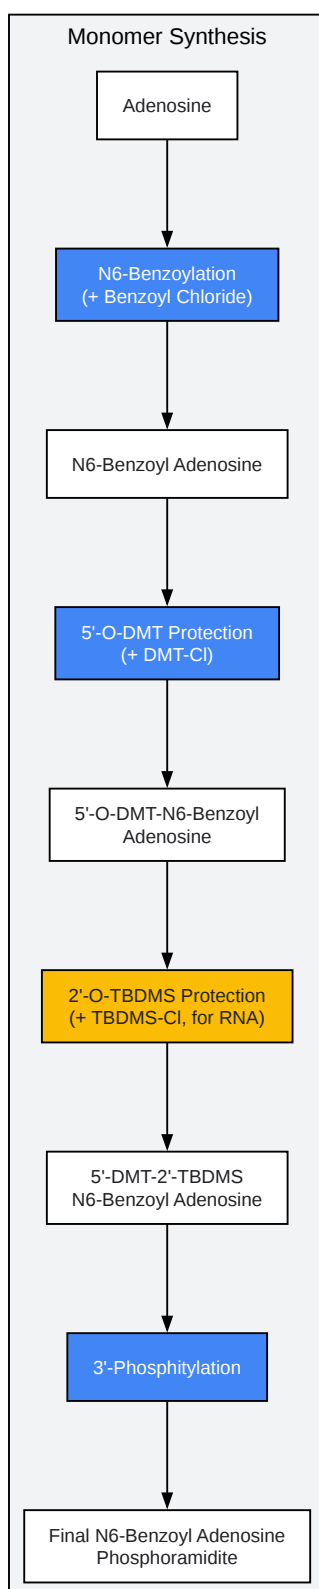 Monomer Synthesis
Adenosine
N6-Benzoylation
(+ Benzoyl Chloride)
N6-Benzoyl Adenosine
5'-O-DMT Protection
(+ DMT-Cl)
5'-O-DMT-N6-Benzoyl
Adenosine
2'-O-TBDMS Protection
(+ TBDMS-Cl, for RNA)
5'-DMT-2'-TBDMS
N6-Benzoyl Adenosine
3'-Phosphitylation
Final N6-Benzoyl Adenosine
Phosphoramidite